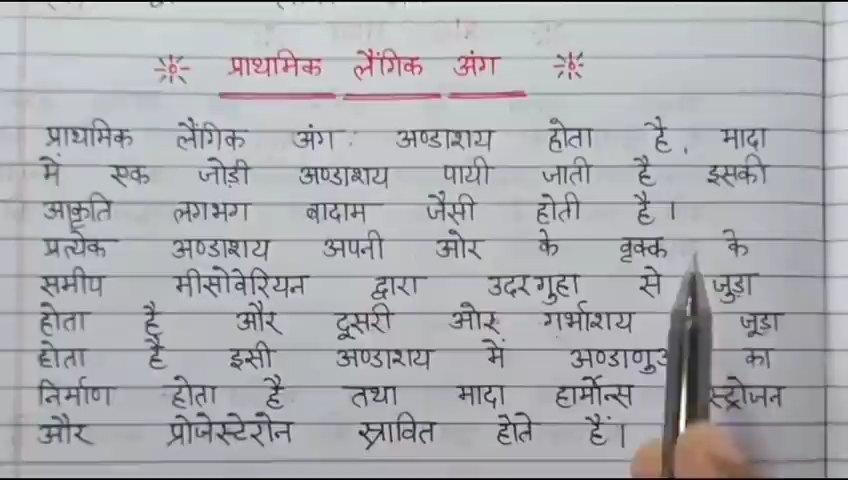 प्राथमिक लैंगिक अंग
प्राथमिक लैंगिक अंग : अण्डाशय होता है, मादा
में एक जोड़ी अण्डाशय पायी जाती है इसकी
आकृति लगभग बादाम जैसी होती है।
प्रत्येक अण्डाशय अपनी ओर के वृक्क के
समीप मीसोवेरियन द्वारा उदरगुहा से जुड़ा
होता है और दूसरी ओर गर्भाशय जूडा
होता है इसी अण्डाशय में का
निर्माण होता है तथा मादा हार्मोन्स
और प्रोजेस्टेरोन स्रावित होते हैं।